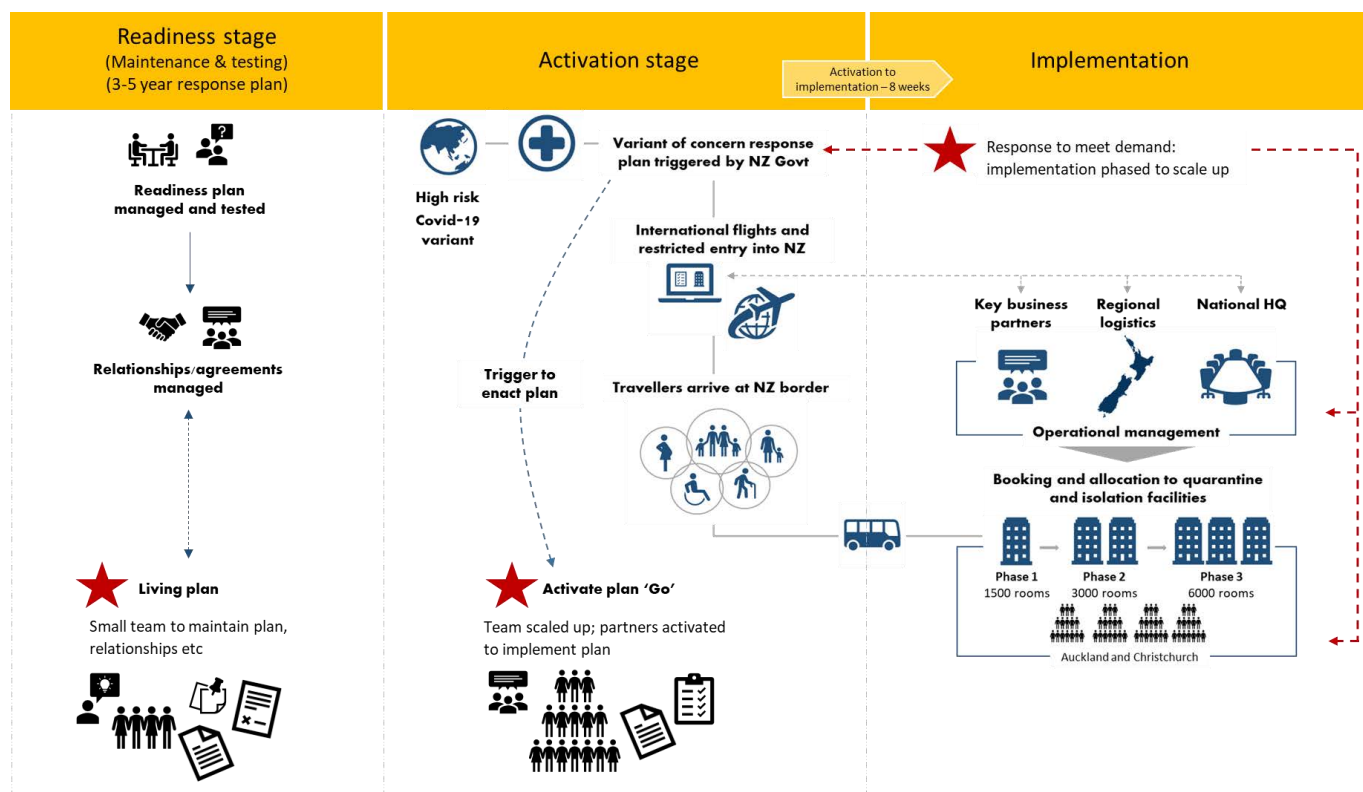 Readiness stage
(Maintenance & testing)
(3-5 year response plan)
Activation stage
Activation to
implementation – 8 weeks
Implementation
?
Readiness plan
managed and tested
Relationships/agreements
managed
Living plan
Small team to maintain plan,
relationships etc
High risk
Covid-19
variant
Variant of concern response
plan triggered by NZ Govt
International flights and
restricted entry into NZ
Trigger to
enact plan
Travellers arrive at NZ border
Activate plan ‘Go’
Team scaled up; partners activated
to implement plan
Response to meet demand:
implementation phased to scale up
Key business
partners
Regional
logistics
National HQ
Operational management
Booking and allocation to quarantine
and isolation facilities
Phase 1
1500 rooms
Phase 2
3000 rooms
Phase 3
6000 rooms
Auckland and Christchurch